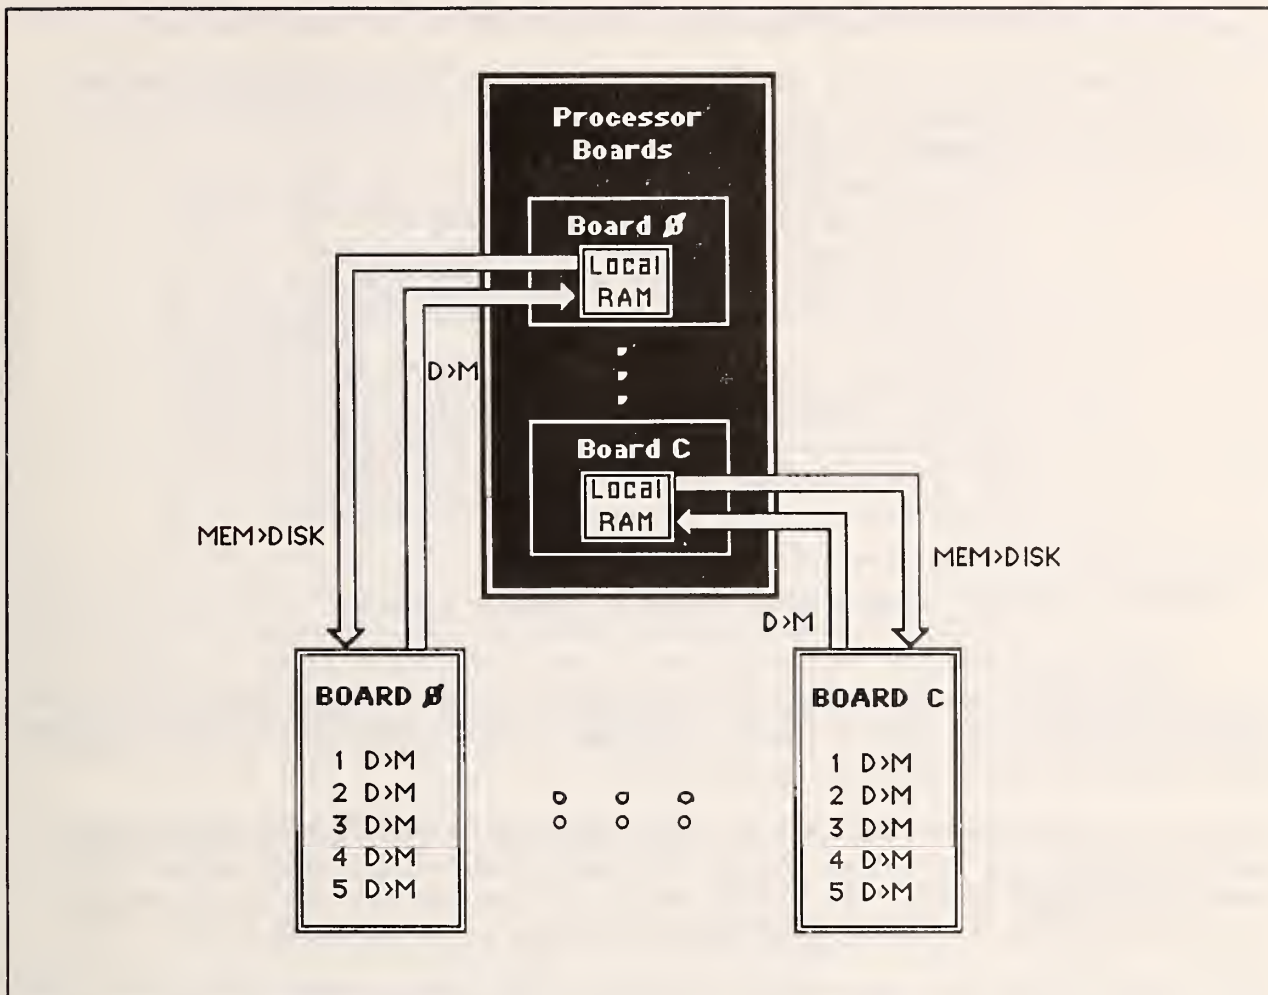 Processor
Boards
Board Ø
Local
RAM
D>M
Board C
Local
RAM
MEM>DISK
MEM>DISK
D>M
BOARD Ø
1 D>M
2 D>M
3 D>M
4 D>M
5 D>M
BOARD C
1 D>M
2 D>M
3 D>M
4 D>M
5 D>M